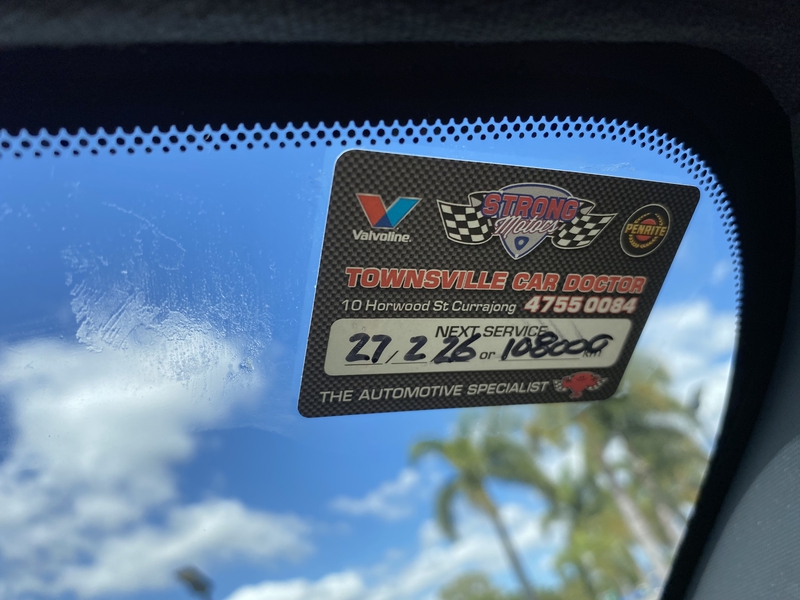 Valvoline.
STRONG
Motors
PENRITE
TOWNSVILLE CAR DOCTOR
10 Horwood St Currajong 4755 0084
NEXT SERVICE
27/2/26 or 108000 KM
THE AUTOMOTIVE SPECIALIST